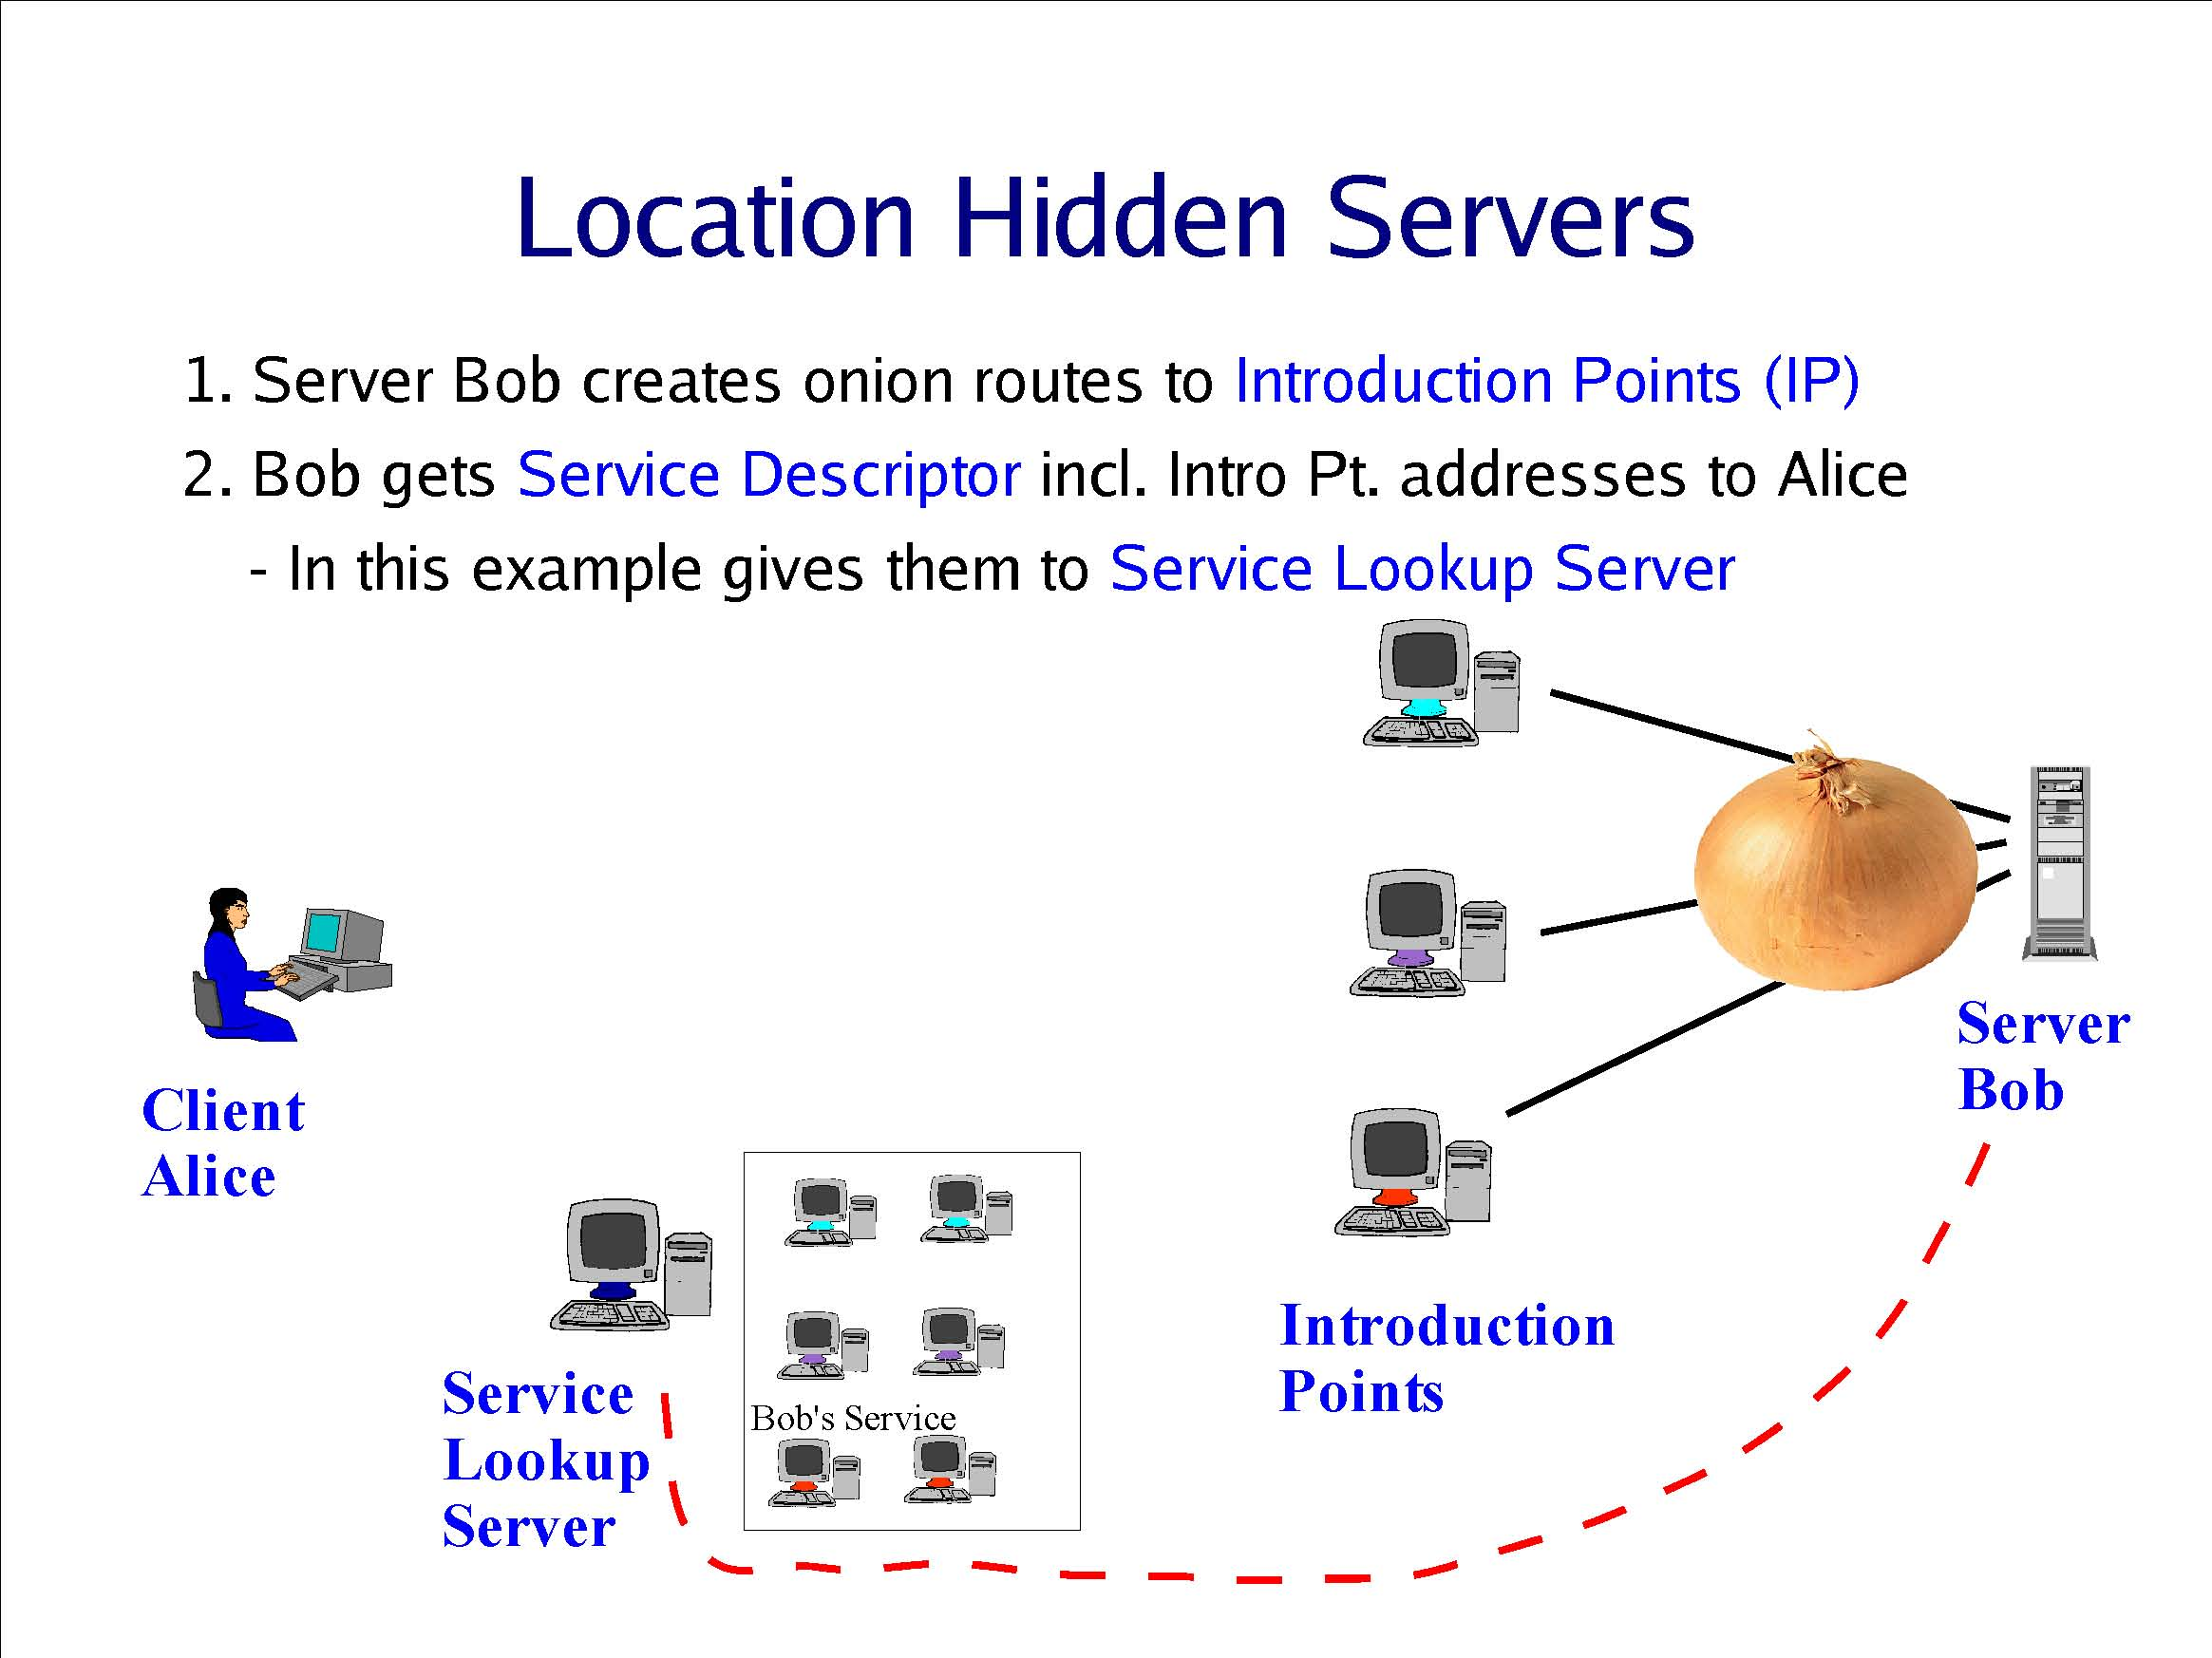 Location Hidden Servers
1. Server Bob creates onion routes to Introduction Points (IP)
2. Bob gets Service Descriptor incl. Intro Pt. addresses to Alice
- In this example gives them to Service Lookup Server
Server
Bob
Client
Alice
Introduction
Points
Service
Lookup
Server
Bob's Service